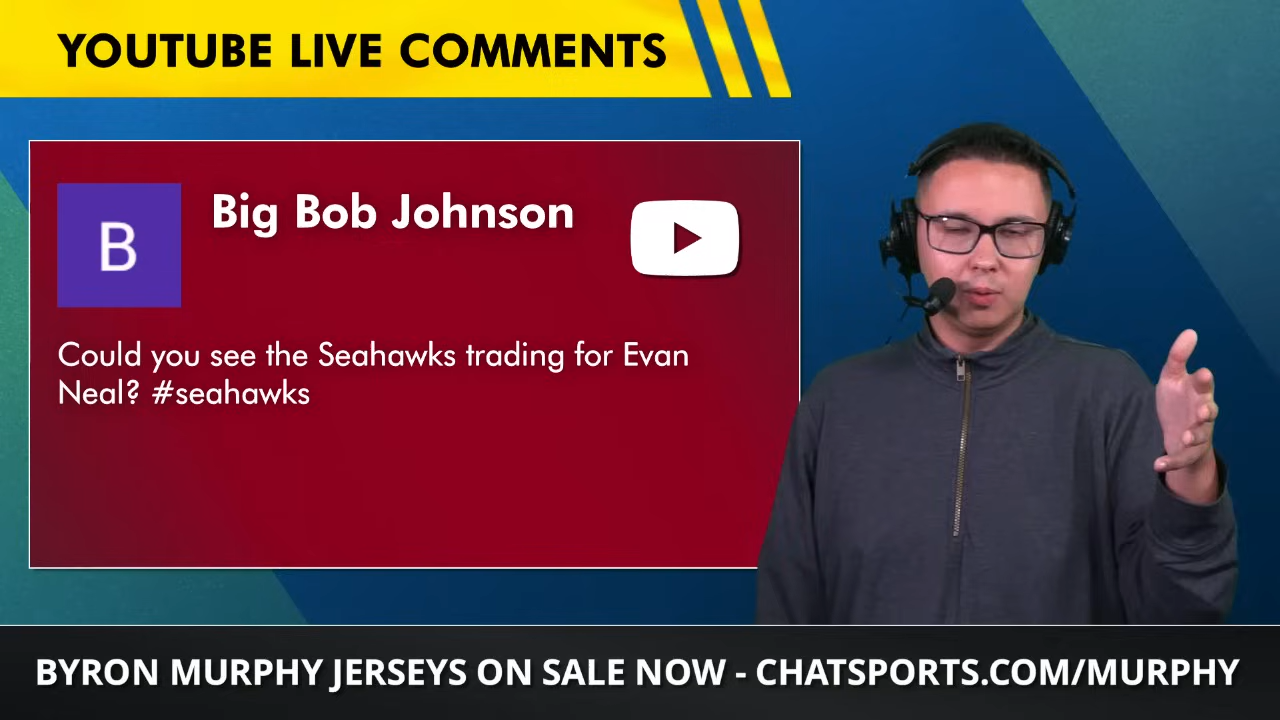 YOUTUBE LIVE COMMENTS
B
Big Bob Johnson
Could you see the Seahawks trading for Evan
Neal? #seahawks
BYRON MURPHY JERSEYS ON SALE NOW - CHATSPORTS.COM/MURPHY